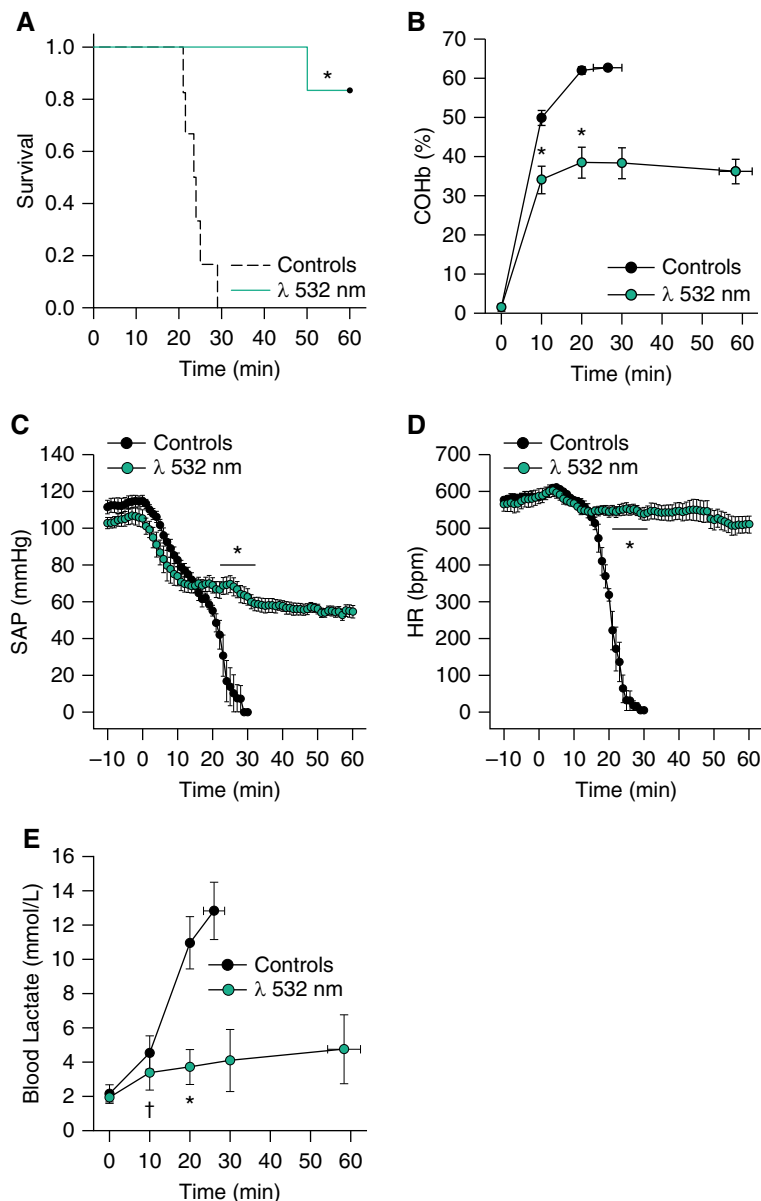 A
Survival
1.0
0.8
0.6
0.4
0.2
0.0
*
Controls
λ 532 nm
0 10 20 30 40 50 60
Time (min)
B
COHb (%)
70
60
50
40
30
20
10
0
*
*
Controls
λ 532 nm
0 10 20 30 40 50 60
Time (min)
C
Controls
λ 532 nm
SAP (mmHg)
140
120
100
80
60
40
20
0
*
–10 0 10 20 30 40 50 60
Time (min)
D
Controls
λ 532 nm
HR (bpm)
700
600
500
400
300
200
100
0
*
–10 0 10 20 30 40 50 60
Time (min)
E
Blood Lactate (mmol/L)
16
14
12
10
8
6
4
2
0
Controls
λ 532 nm
†
*
0 10 20 30 40 50 60
Time (min)